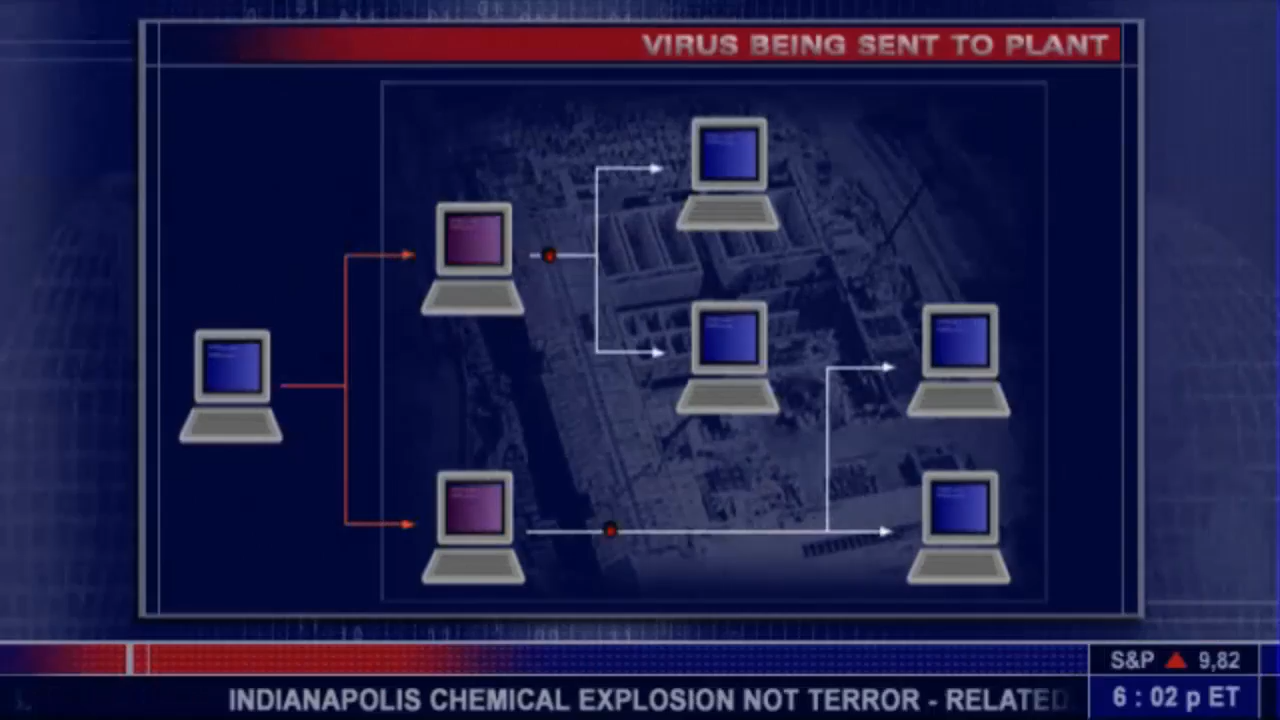 VIRUS BEING SENT TO PLANT
S&P ▲ 9,82
INDIANAPOLIS CHEMICAL EXPLOSION NOT TERROR - RELATED
6 : 02 p ET